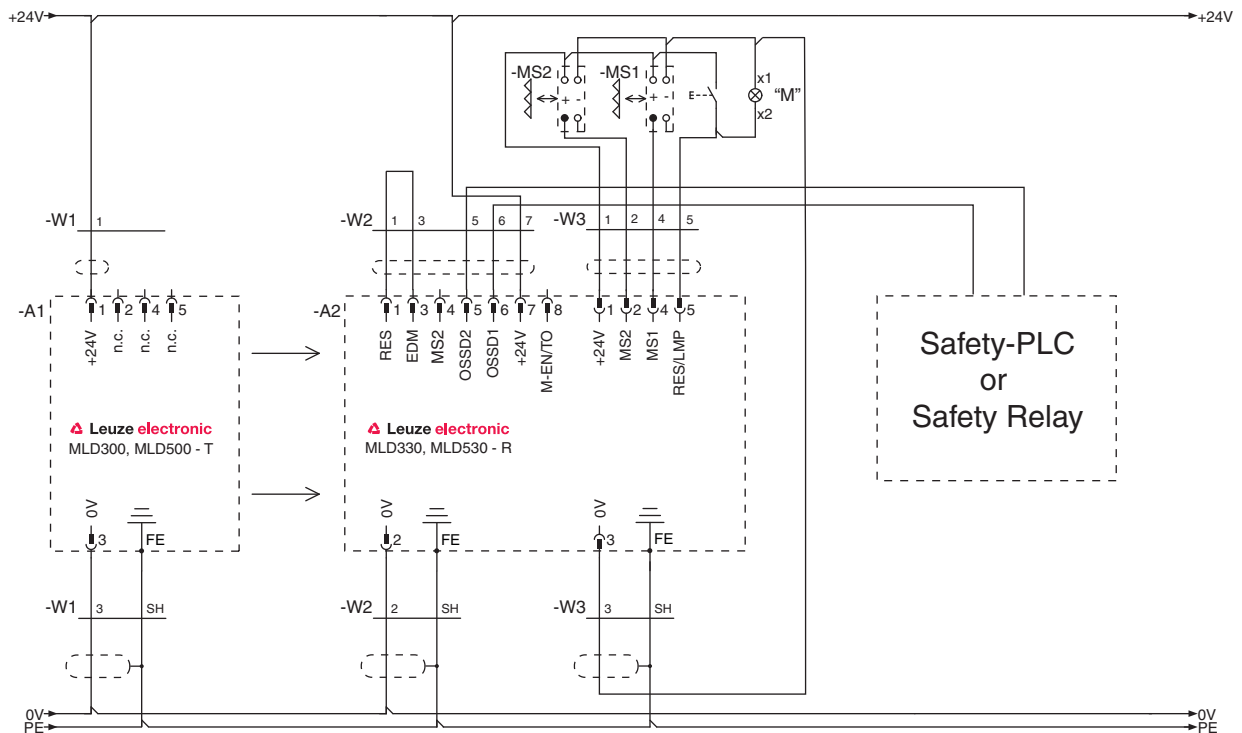 +24V +24V
-MS2 -MS1 x1 "M"
+ - + - E x2
-W1 1 -W2 1 3 5 6 7 -W3 1 2 4 5
-A1 1 2 4 5 -A2 1 3 4 5 6 7 8 1 2 4 5
+24V n.c. n.c. n.c. RES EDM MS2 OSSD2 OSSD1 +24V M-EN/TO +24V MS2 MS1 RES/LMP
Safety-PLC
or
Safety Relay
Leuze electronic
MLD300, MLD500 - T
Leuze electronic
MLD330, MLD530 - R
0V 0V 0V
3 FE 2 FE 3 FE
-W1 3 SH -W2 2 SH -W3 3 SH
0V 0V
PE PE